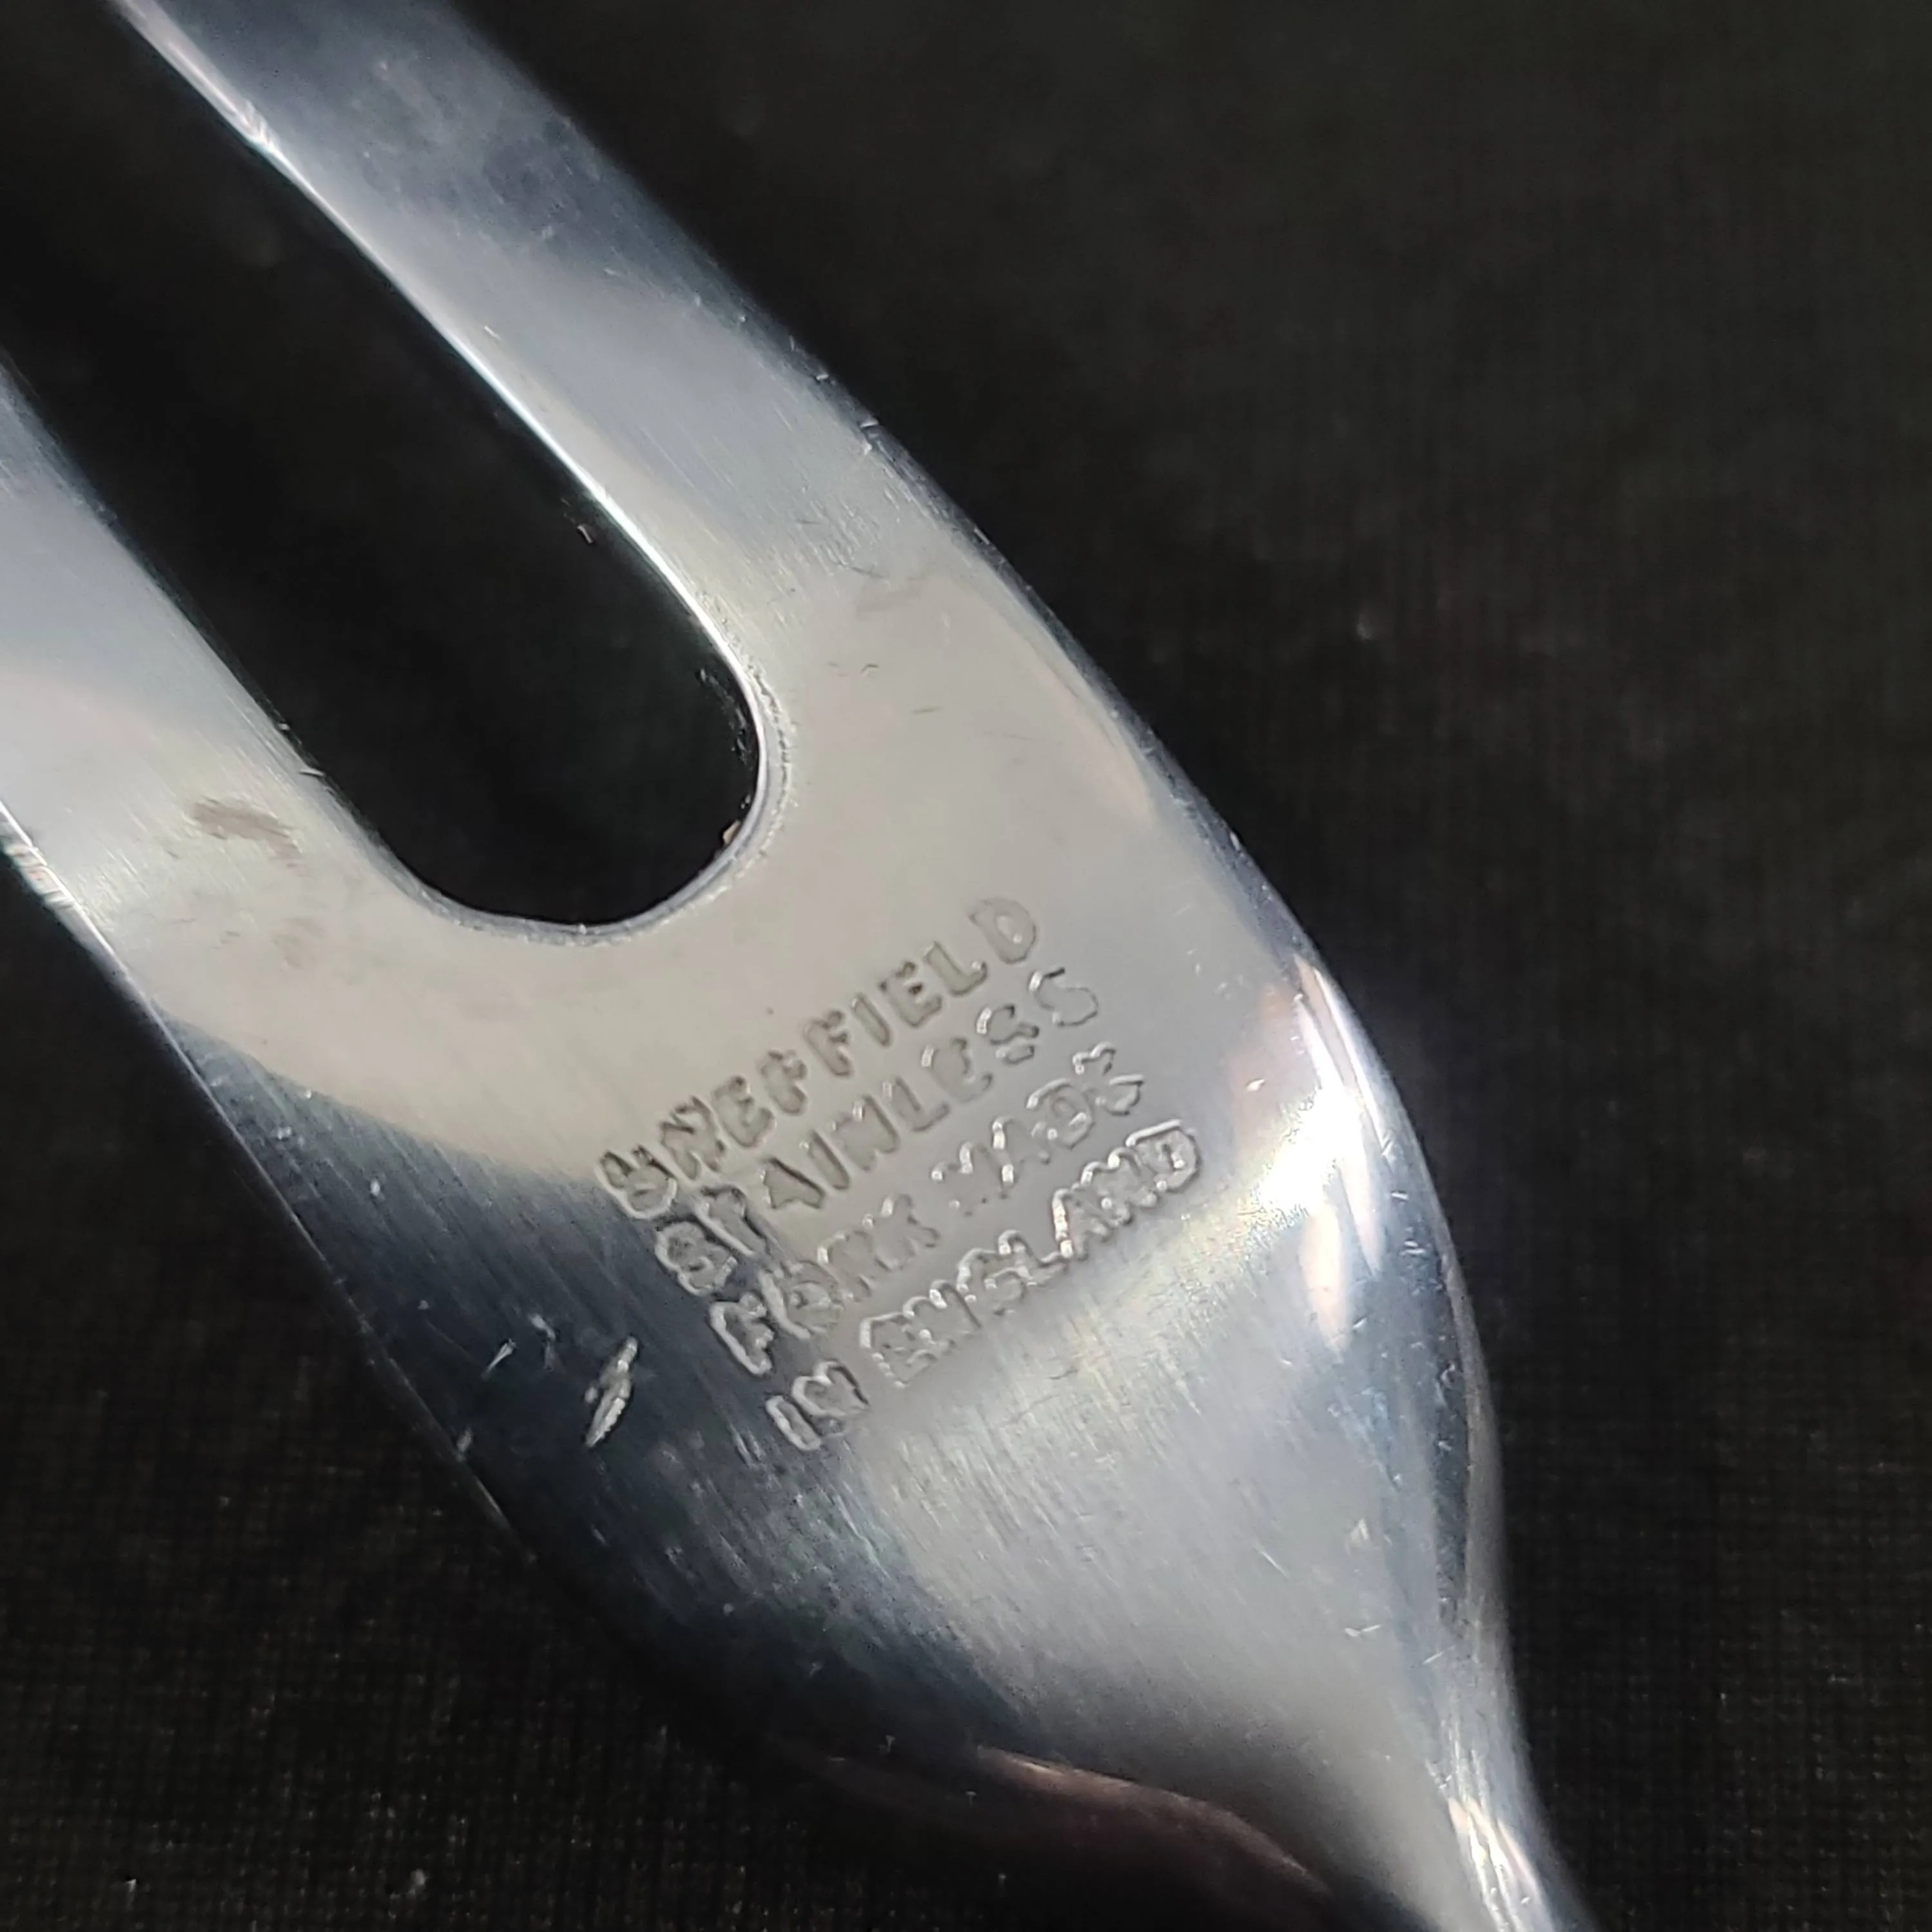 SHEFFIELD
STAINLESS
FORK MADE
IN ENGLAND